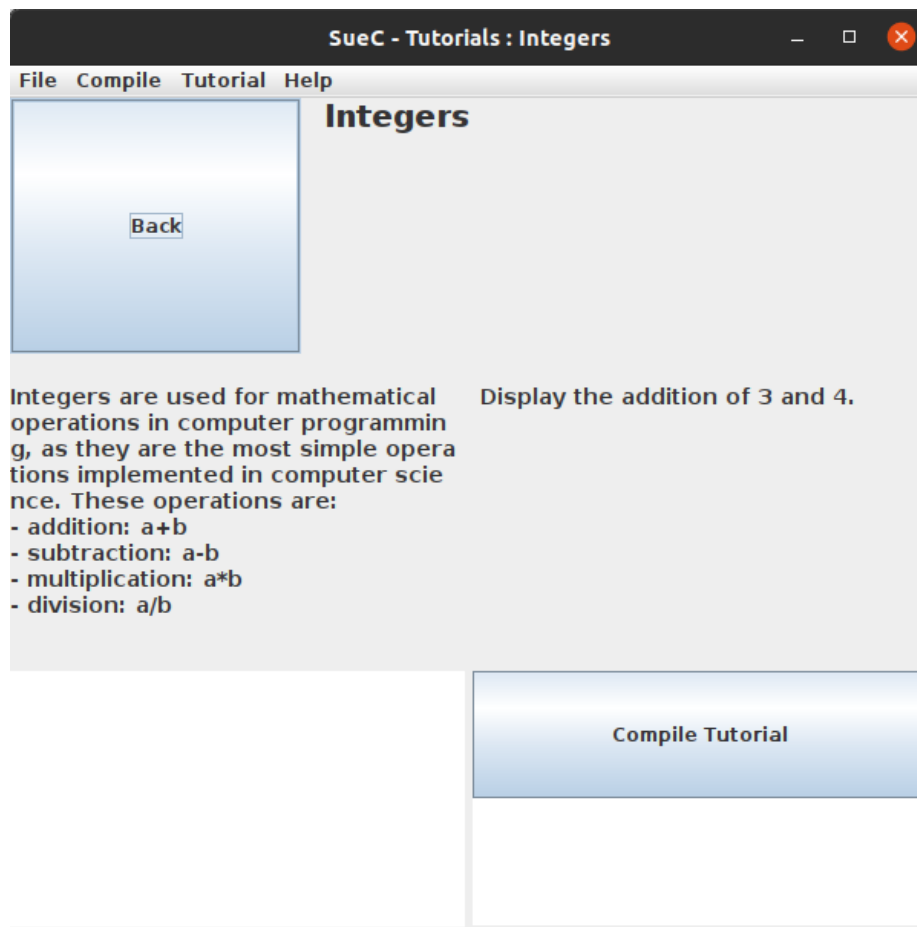 SueC - Tutorials : Integers
File Compile Tutorial Help
Integers
Back
Integers are used for mathematical
operations in computer programmin
g, as they are the most simple opera
tions implemented in computer scie
nce. These operations are:
- addition: a+b
- subtraction: a-b
- multiplication: a*b
- division: a/b
Display the addition of 3 and 4.
Compile Tutorial